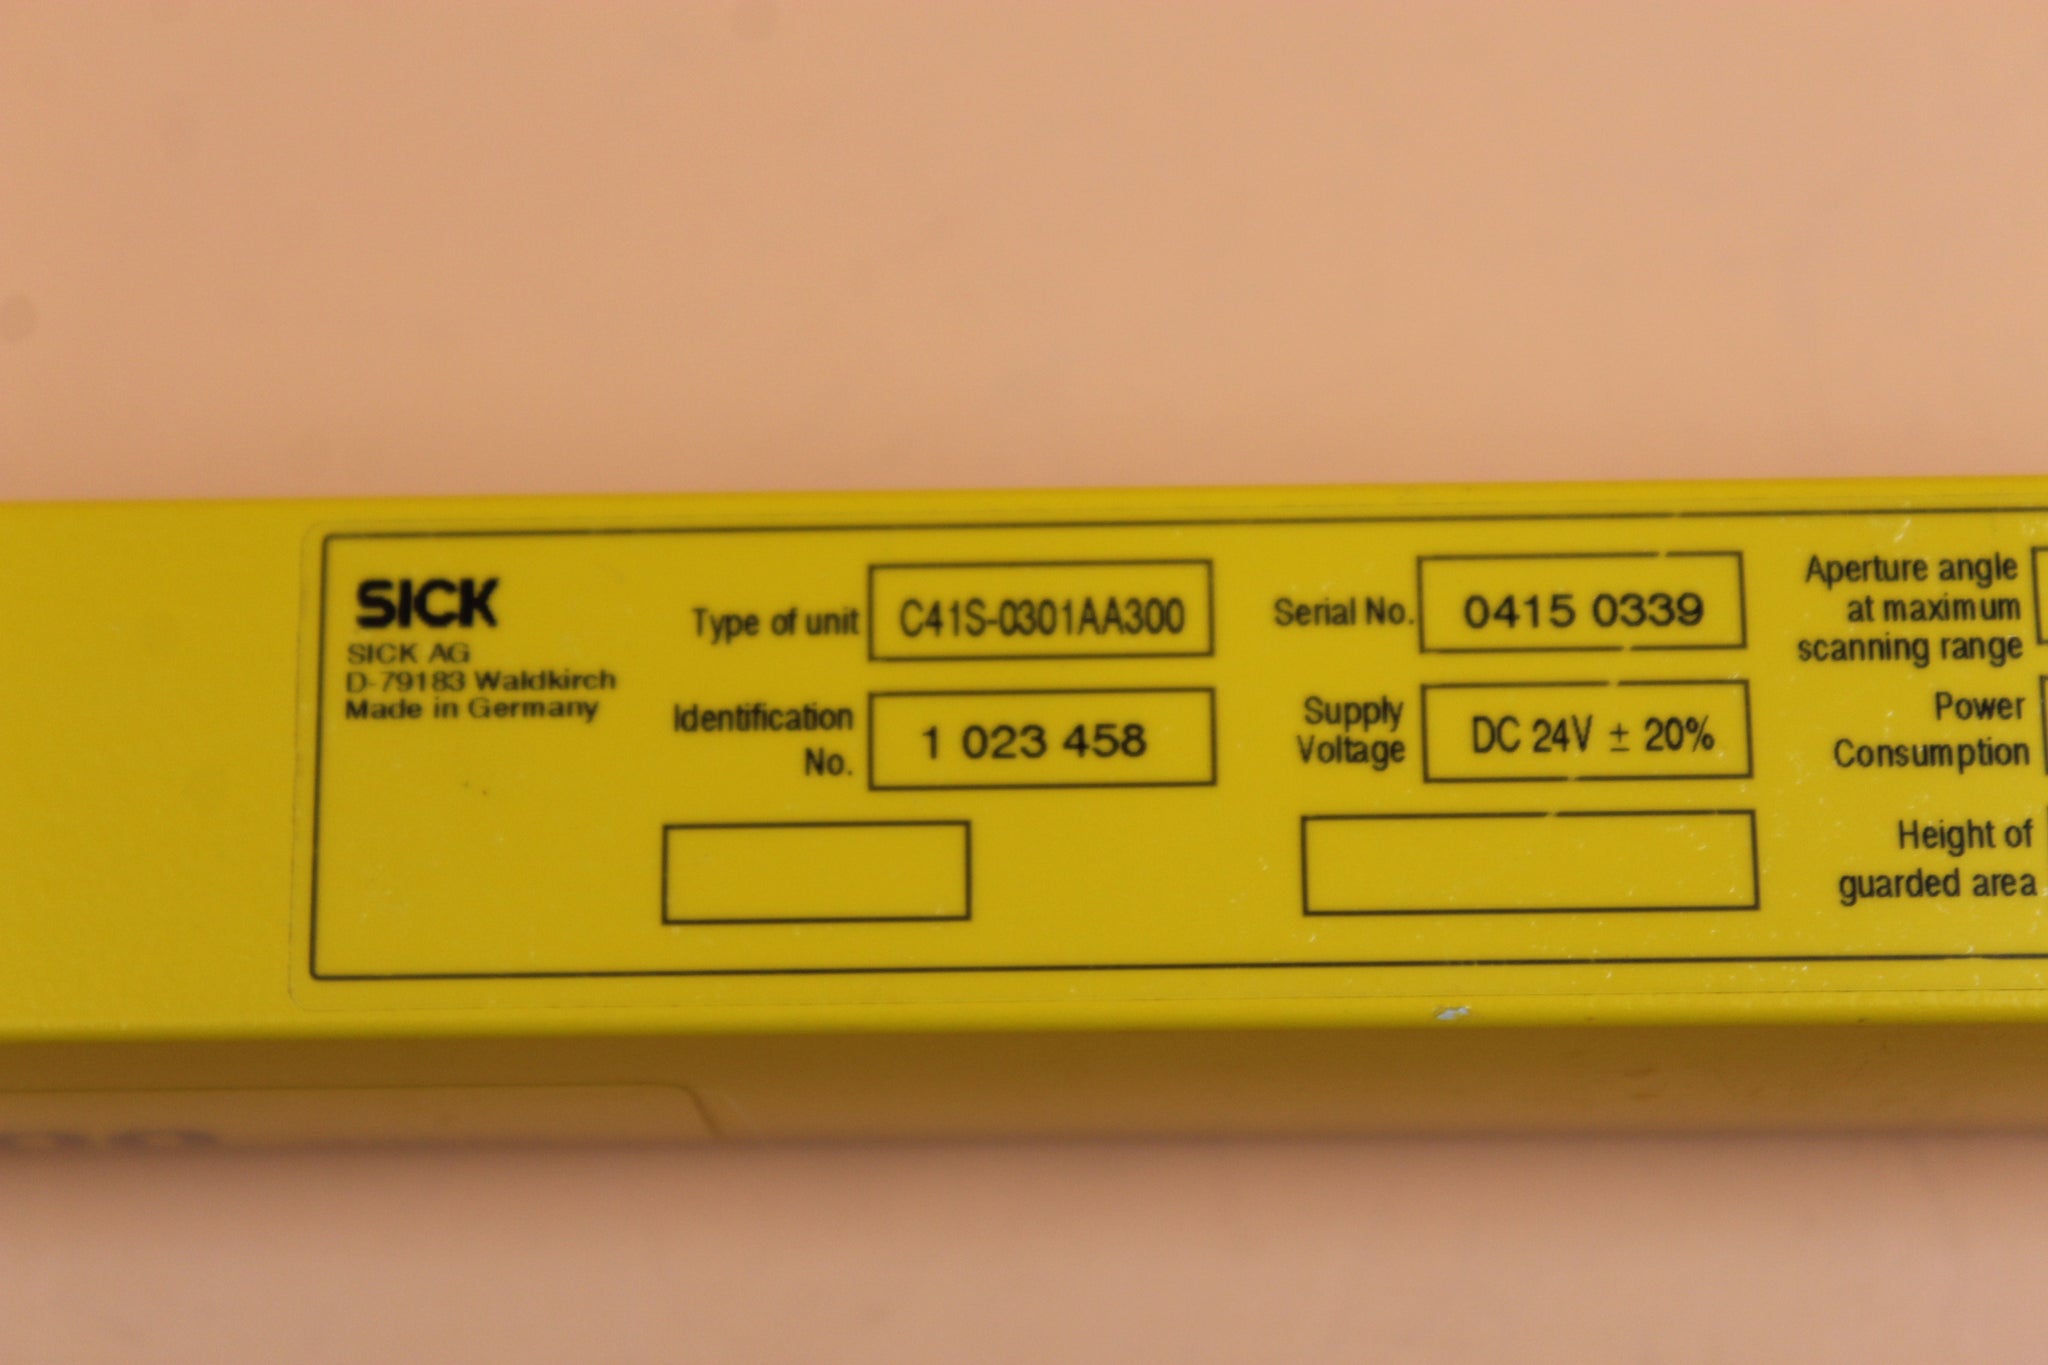 SICK
SICK AG
D-79183 Waldkirch
Made in Germany
Type of unit
C41S-0301AA300
Identification
No.
1 023 458
Serial No.
0415 0339
Supply
Voltage
DC 24V ± 20%
Aperture angle
at maximum
scanning range
Power
Consumption
Height of
guarded area